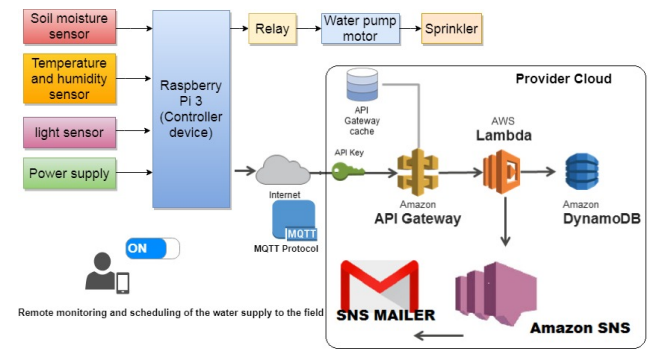 Soil moisture
sensor
Relay
Water pump
motor
Sprinkler
Temperature
and humidity
sensor
Raspberry
Pi 3
(Controller
device)
light sensor
Power supply
Provider Cloud
API
Gateway
cache
API Key
AWS
Lambda
Internet
Amazon
API Gateway
Amazon
DynamoDB
MQTT
MQTT Protocol
ON
SNS MAILER
Amazon SNS
Remote monitoring and scheduling of the water supply to the field